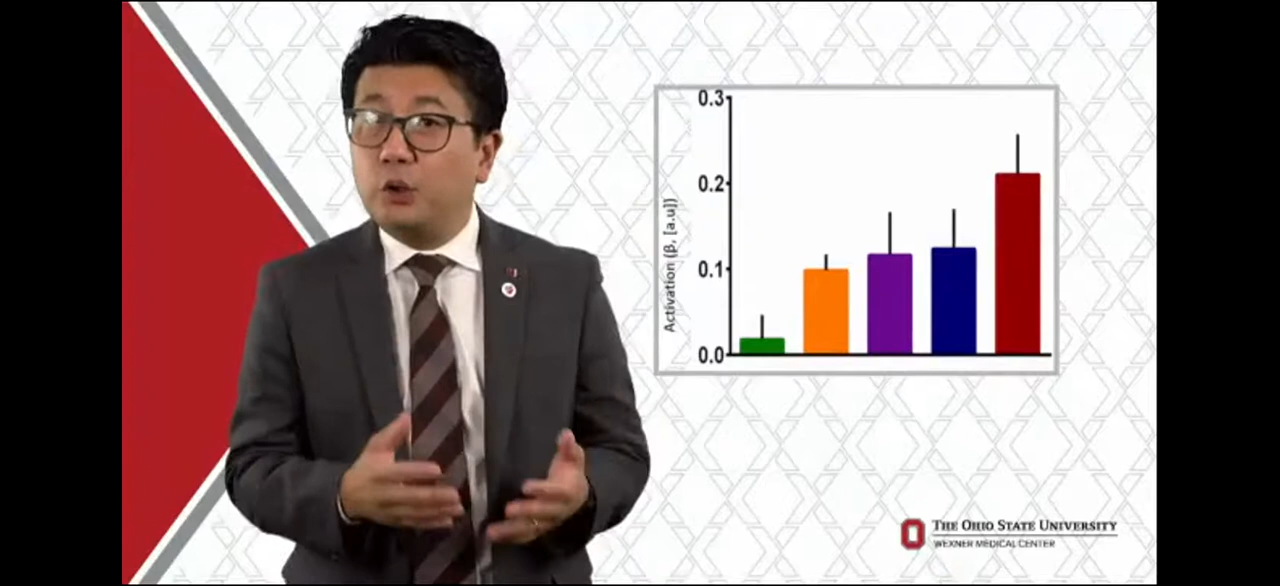 0.3
0.2
0.1
0.0
Activation (β, [a.u])
THE OHIO STATE UNIVERSITY
WEXNER MEDICAL CENTER